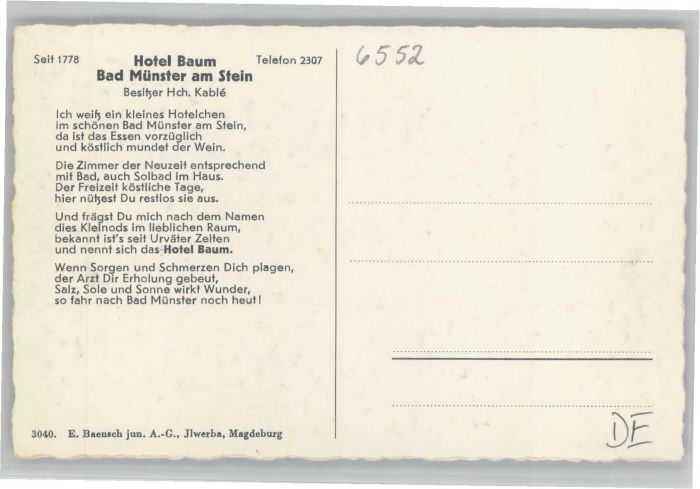 Seit 1778 Hotel Baum Telefon 2307
Bad Münster am Stein
Besitzer Hch. Kablé
Ich weiß ein kleines Hotelchen
im schönen Bad Münster am Stein,
da ist das Essen vorzüglich
und köstlich mundet der Wein.
Die Zimmer der Neuzeit entsprechend
mit Bad, auch Solbad im Haus.
Der Freizeit köstliche Tage,
hier nützest Du restlos sie aus.
Und frägst Du mich nach dem Namen
dies Kleinods im lieblichen Raum,
bekannt ist's seit Urväter Zeiten
und nennt sich das Hotel Baum.
Wenn Sorgen und Schmerzen Dich plagen,
der Arzt Dir Erholung gebeut,
Salz, Sole und Sonne wirkt Wunder,
so fahr nach Bad Münster noch heut!
3040. E. Baensch jun. A.-G., Jlwerba, Magdeburg
6552
DE